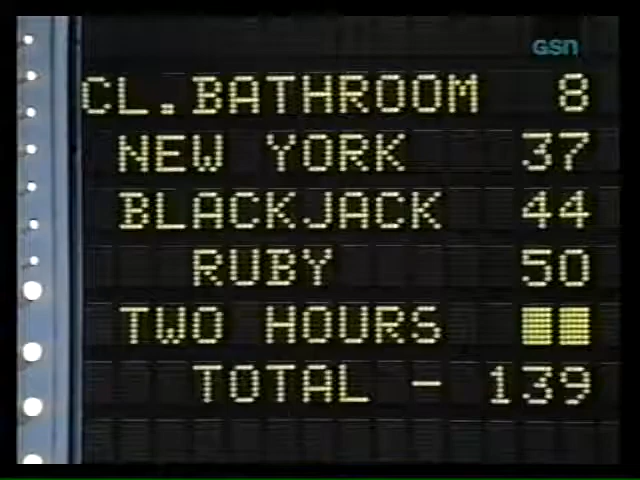 GSN
CL.BATHROOM 8
NEW YORK 37
BLACKJACK 44
RUBY 50
TWO HOURS
TOTAL - 139